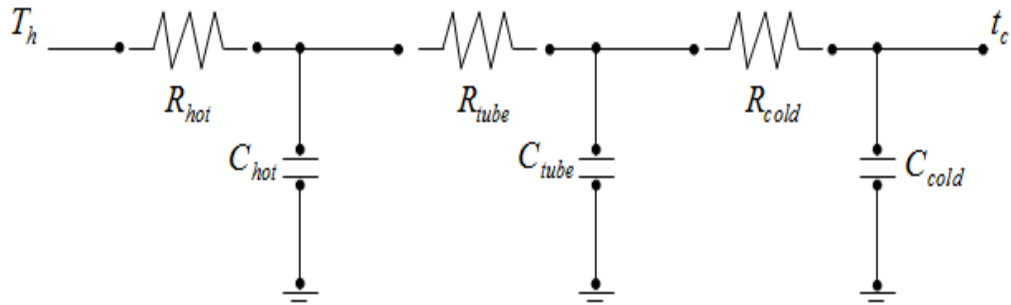 T_h
t_c
R_hot
R_tube
R_cold
C_hot
C_tube
C_cold